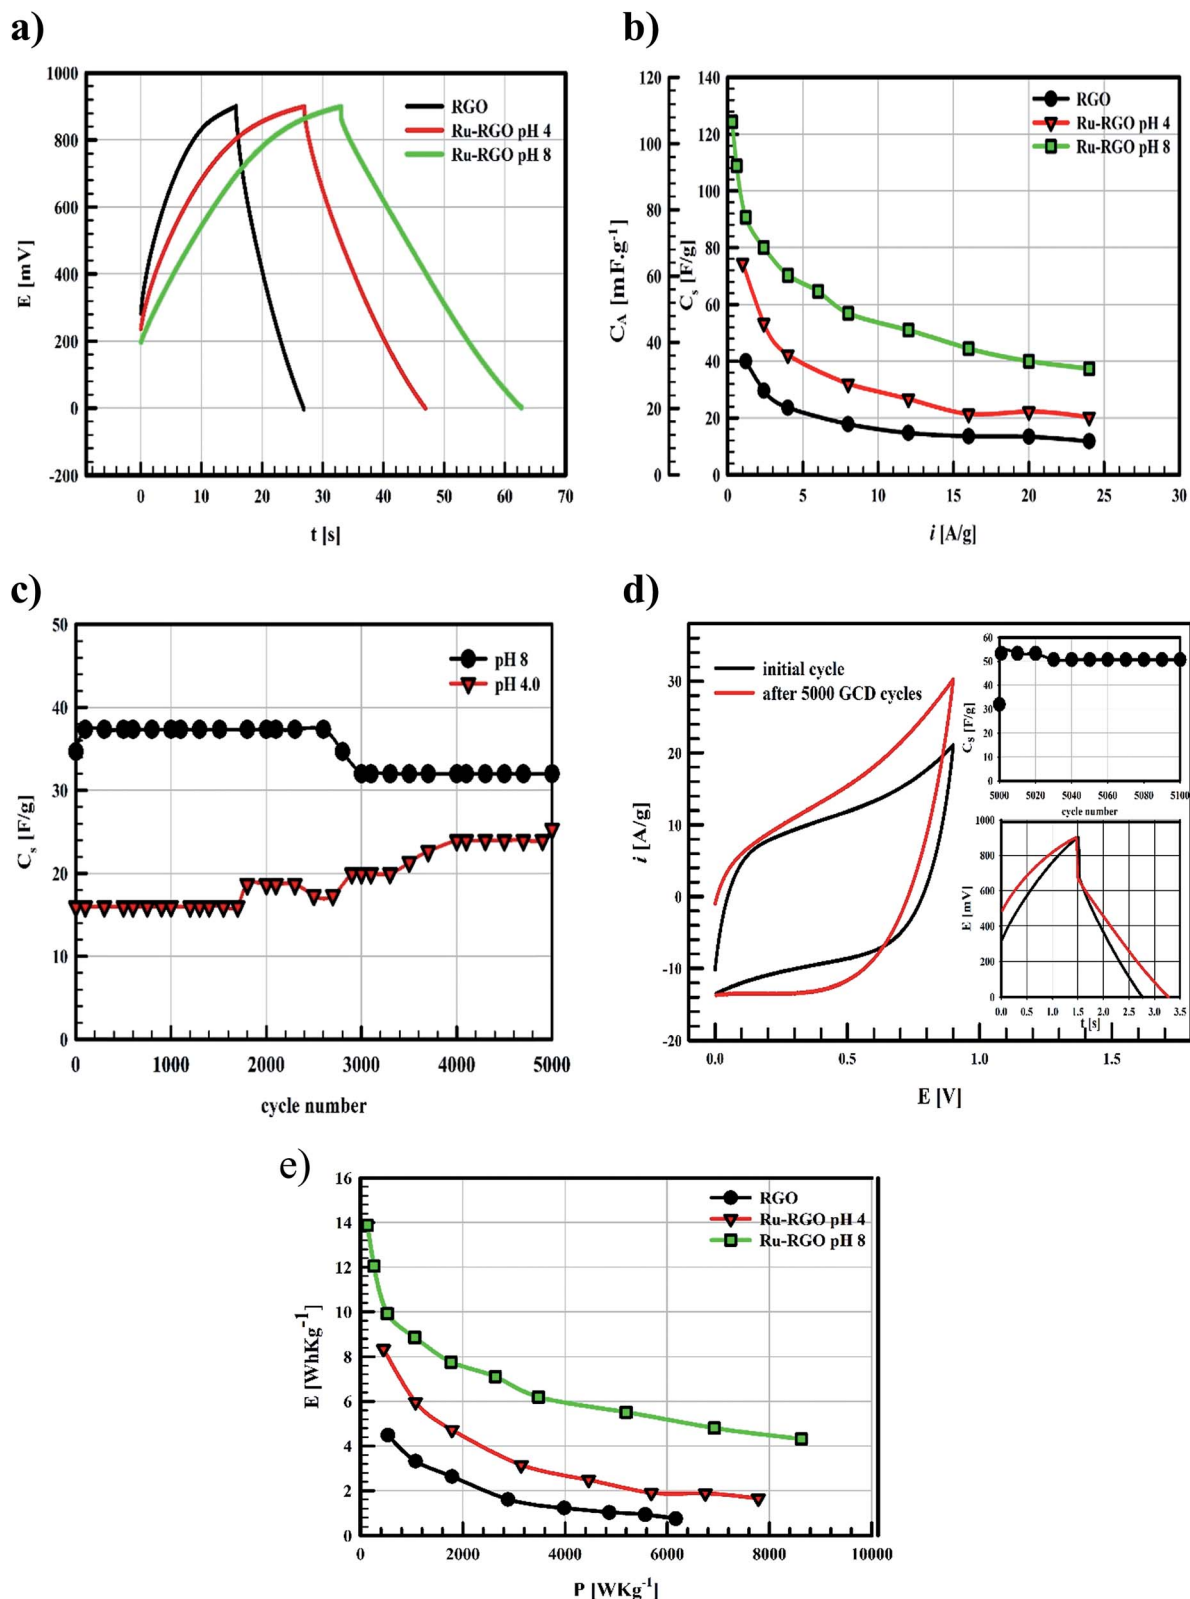 a)
1000
800
600
400
200
0
-200
E [mV]
0 10 20 30 40 50 60 70
t [s]
RGO
Ru-RGO pH 4
Ru-RGO pH 8
b)
120
100
80
60
40
20
0
C_A [mF.g⁻¹]
140
120
100
80
60
40
20
0
C_s [F/g]
0 5 10 15 20 25 30
i [A/g]
RGO
Ru-RGO pH 4
Ru-RGO pH 8
c)
50
40
30
20
10
0
C_s [F/g]
0 1000 2000 3000 4000 5000
cycle number
pH 8
pH 4.0
d)
30
20
10
0
-10
-20
i [A/g]
0.0 0.5 1.0 1.5
E [V]
initial cycle
after 5000 GCD cycles
60
50
40
30
20
10
0
C_s [F/g]
5000 5020 5040 5060 5080 5100
cycle number
1000
800
600
400
200
0
E [mV]
0.0 0.5 1.0 1.5 2.0 2.5 3.0 3.5
t [s]
e)
16
14
12
10
8
6
4
2
0
E [WhKg⁻¹]
0 2000 4000 6000 8000 10000
P [WKg⁻¹]
RGO
Ru-RGO pH 4
Ru-RGO pH 8